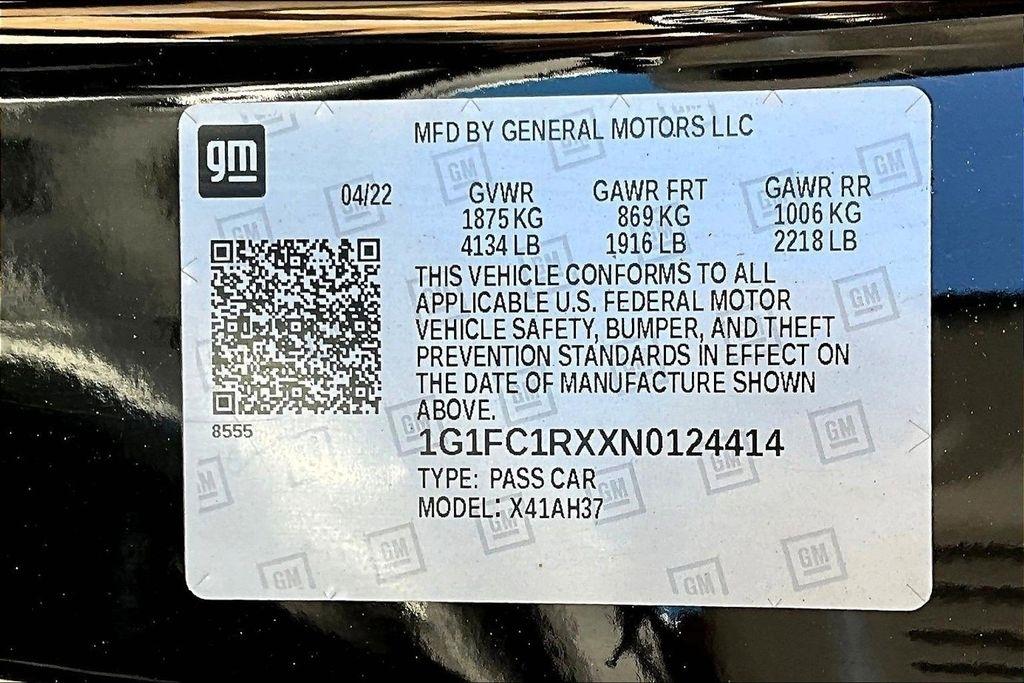 gm
MFD BY GENERAL MOTORS LLC
04/22
GVWR GAWR FRT GAWR RR
1875 KG 869 KG 1006 KG
4134 LB 1916 LB 2218 LB
THIS VEHICLE CONFORMS TO ALL
APPLICABLE U.S. FEDERAL MOTOR
VEHICLE SAFETY, BUMPER, AND THEFT
PREVENTION STANDARDS IN EFFECT ON
THE DATE OF MANUFACTURE SHOWN
ABOVE.
8555
1G1FC1RXXN0124414
TYPE: PASS CAR
MODEL: X41AH37